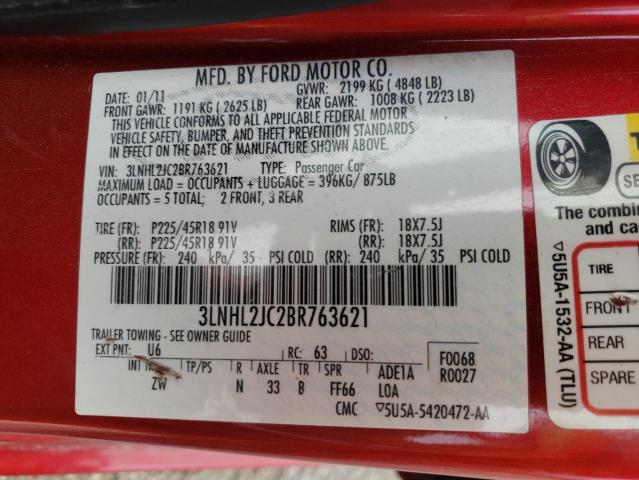 MFD. BY FORD MOTOR CO.
DATE: 01/11 GVWR: 2199 KG ( 4848 LB)
FRONT GAWR: 1191 KG ( 2625 LB) REAR GAWR: 1008 KG ( 2223 LB)
THIS VEHICLE CONFORMS TO ALL APPLICABLE FEDERAL MOTOR
VEHICLE SAFETY, BUMPER, AND THEFT PREVENTION STANDARDS
IN EFFECT ON THE DATE OF MANUFACTURE SHOWN ABOVE.
VIN: 3LNHL2JC2BR763621 TYPE: Passenger Car
MAXIMUM LOAD = OCCUPANTS + LUGGAGE = 396KG/ 875LB
OCCUPANTS = 5 TOTAL; 2 FRONT, 3 REAR
TIRE (FR): P225/45R18 91V RIMS (FR): 18X7.5J
(RR): P225/45R18 91V (RR): 18X7.5J
PRESSURE (FR): 240 kPa/ 35 PSI COLD (RR): 240 kPa/ 35 PSI COLD
3LNHL2JC2BR763621
TRAILER TOWING - SEE OWNER GUIDE
EXT PNT: U6 RC: 63 DSO: F0068
INT TP/PS R AXLE TR SPR ADE1A R0027
ZW N 33 B FF66 L0A
CMC ▽5U5A-5420472-AA
▽5U5A-1532-AA (TLU)
The combin
and ca
TIRE
FRONT
REAR
SPARE